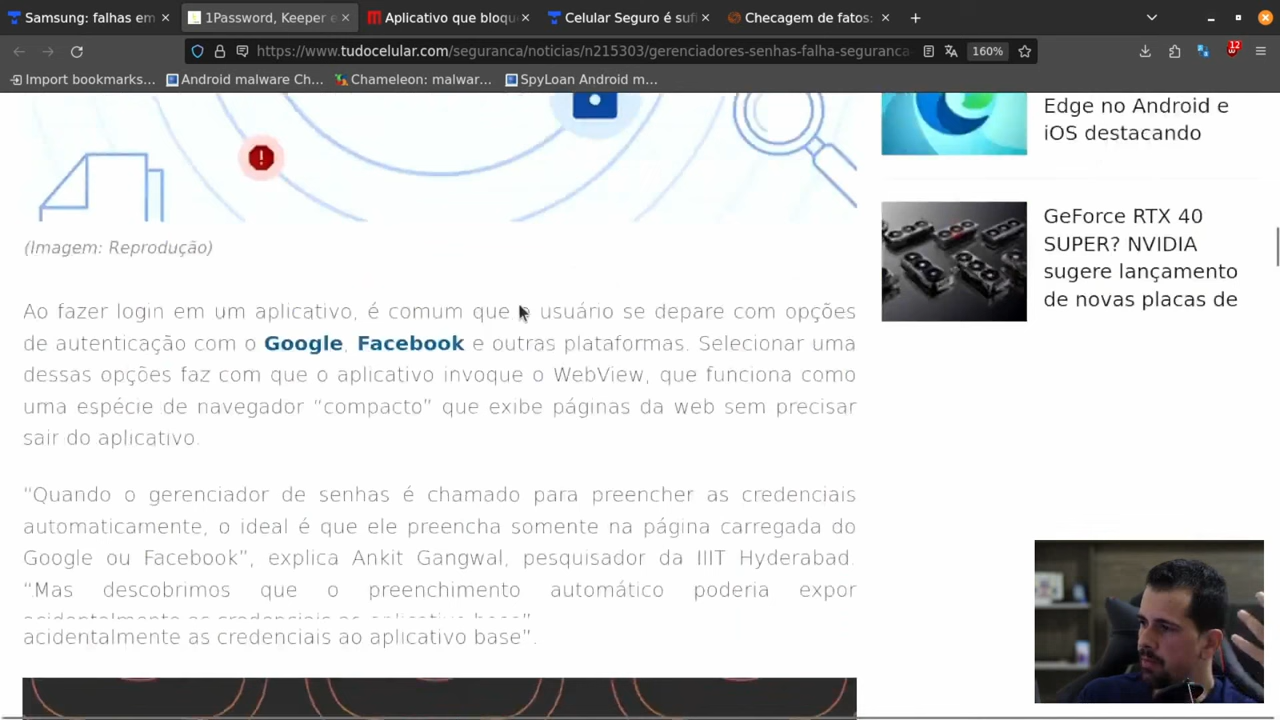 Samsung: falhas em
1Password, Keeper e
Aplicativo que bloqu
Celular Seguro é sufi
Checagem de fatos:
https://www.tudocelular.com/seguranca/noticias/n215303/gerenciadores-senhas-falha-seguranca-
160%
12
Import bookmarks...
Android malware Ch...
Chameleon: malwar...
SpyLoan Android m...
(Imagem: Reprodução)
Ao fazer login em um aplicativo, é comum que o usuário se depare com opções
de autenticação com o Google, Facebook e outras plataformas. Selecionar uma
dessas opções faz com que o aplicativo invoque o WebView, que funciona como
uma espécie de navegador “compacto” que exibe páginas da web sem precisar
sair do aplicativo.
“Quando o gerenciador de senhas é chamado para preencher as credenciais
automaticamente, o ideal é que ele preencha somente na página carregada do
Google ou Facebook”, explica Ankit Gangwal, pesquisador da IIIT Hyderabad.
“Mas descobrimos que o preenchimento automático poderia expor
acidentalmente as credenciais ao aplicativo base”.
Edge no Android e
iOS destacando
GeForce RTX 40
SUPER? NVIDIA
sugere lançamento
de novas placas de